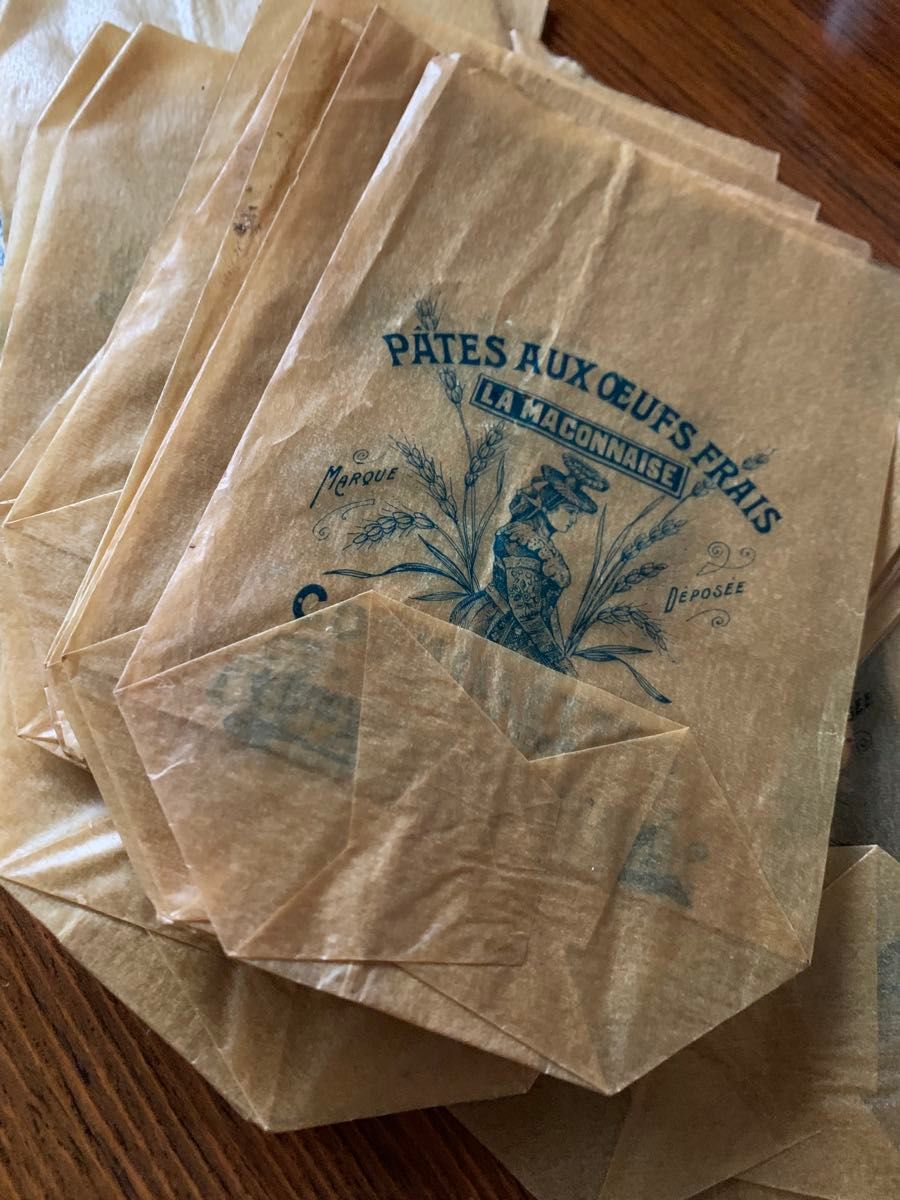 PÂTES AUX ŒUFS FRAIS
LA MACONNAISE
MARQUE
DÉPOSÉE